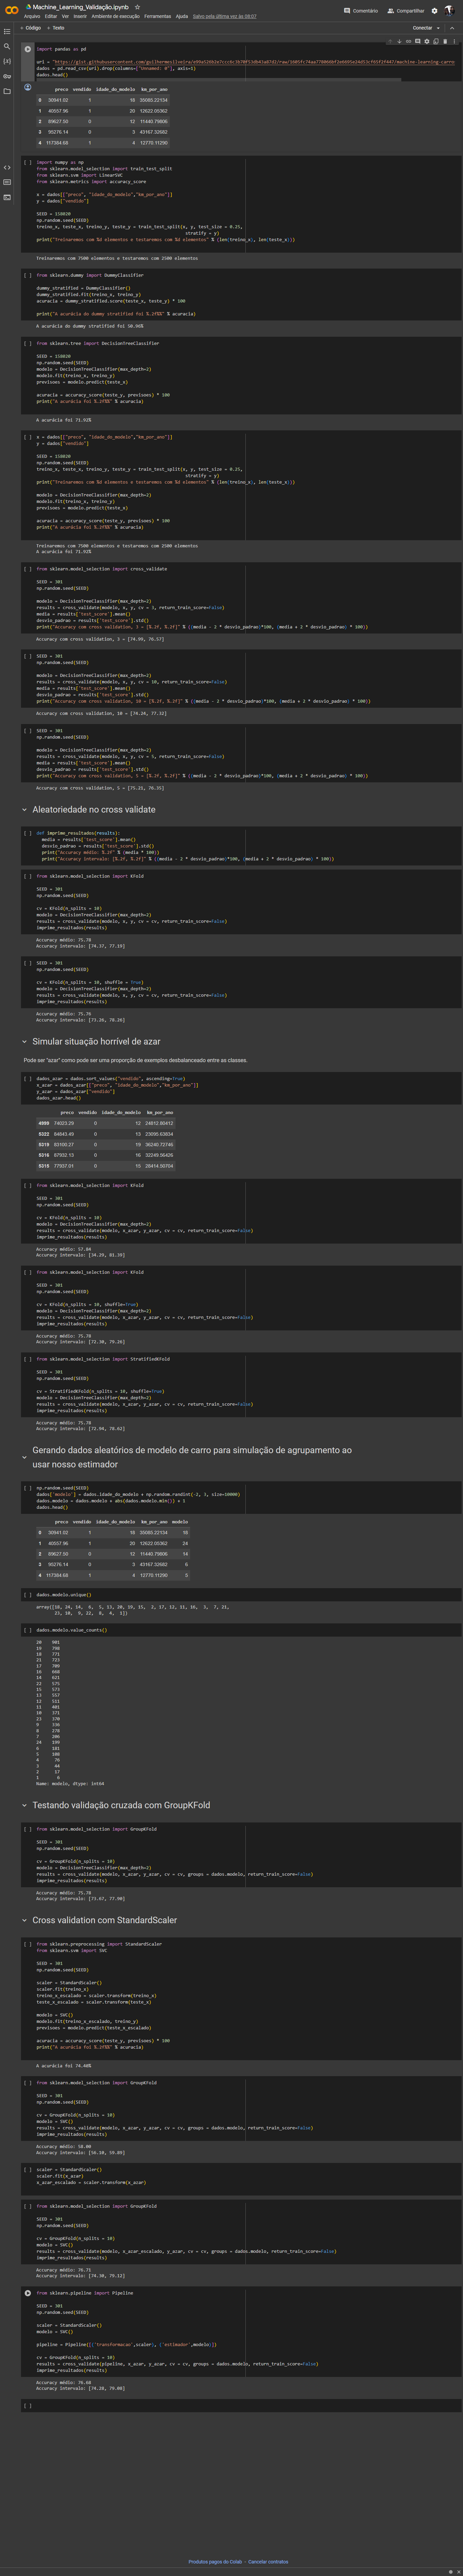 Machine_Learning_Validação.ipynb
Comentário
Compartilhar
Arquivo Editar Ver Inserir Ambiente de execução Ferramentas Ajuda Salvo pela última vez às 08:07
+ Código + Texto
Conectar
import pandas as pd
dados = pd.read_csv(uri).drop(columns=["Unnamed: 0"], axis=1)
dados.head()
preco vendido idade_do_modelo km_por_ano
0 30941.02 1 18 35085.22134
1 40557.96 1 20 12622.05362
2 89627.50 0 12 11440.79806
3 95276.14 0 3 43167.32682
4 117384.68 1 4 12770.11290
[ ] import numpy as np
from sklearn.model_selection import train_test_split
from sklearn.svm import LinearSVC
from sklearn.metrics import accuracy_score
x = dados[["preco", "idade_do_modelo","km_por_ano"]]
y = dados["vendido"]
SEED = 158020
np.random.seed(SEED)
treino_x, teste_x, treino_y, teste_y = train_test_split(x, y, test_size = 0.25,
stratify = y)
print("Treinaremos com %d elementos e testaremos com %d elementos" % (len(treino_x), len(teste_x)))
Treinaremos com 7500 elementos e testaremos com 2500 elementos
[ ] from sklearn.dummy import DummyClassifier
dummy_stratified = DummyClassifier()
dummy_stratified.fit(treino_x, treino_y)
acuracia = dummy_stratified.score(teste_x, teste_y) * 100
print("A acurácia do dummy stratified foi %.2f%%" % acuracia)
A acurácia do dummy stratified foi 50.96%
[ ] from sklearn.tree import DecisionTreeClassifier
SEED = 158020
np.random.seed(SEED)
modelo = DecisionTreeClassifier(max_depth=2)
modelo.fit(treino_x, treino_y)
previsoes = modelo.predict(teste_x)
acuracia = accuracy_score(teste_y, previsoes) * 100
print("A acurácia foi %.2f%%" % acuracia)
A acurácia foi 71.92%
[ ] x = dados[["preco", "idade_do_modelo","km_por_ano"]]
y = dados["vendido"]
SEED = 158020
np.random.seed(SEED)
treino_x, teste_x, treino_y, teste_y = train_test_split(x, y, test_size = 0.25,
stratify = y)
print("Treinaremos com %d elementos e testaremos com %d elementos" % (len(treino_x), len(teste_x)))
modelo = DecisionTreeClassifier(max_depth=2)
modelo.fit(treino_x, treino_y)
previsoes = modelo.predict(teste_x)
acuracia = accuracy_score(teste_y, previsoes) * 100
print("A acurácia foi %.2f%%" % acuracia)
Treinaremos com 7500 elementos e testaremos com 2500 elementos
A acurácia foi 71.92%
[ ] from sklearn.model_selection import cross_validate
SEED = 301
np.random.seed(SEED)
modelo = DecisionTreeClassifier(max_depth=2)
results = cross_validate(modelo, x, y, cv = 3, return_train_score=False)
media = results['test_score'].mean()
desvio_padrao = results['test_score'].std()
print("Accuracy com cross validation, 3 = [%.2f, %.2f]" % ((media - 2 * desvio_padrao)*100, (media + 2 * desvio_padrao) * 100))
Accuracy com cross validation, 3 = [74.99, 76.57]
[ ] SEED = 301
np.random.seed(SEED)
modelo = DecisionTreeClassifier(max_depth=2)
results = cross_validate(modelo, x, y, cv = 10, return_train_score=False)
media = results['test_score'].mean()
desvio_padrao = results['test_score'].std()
print("Accuracy com cross validation, 10 = [%.2f, %.2f]" % ((media - 2 * desvio_padrao)*100, (media + 2 * desvio_padrao) * 100))
Accuracy com cross validation, 10 = [74.24, 77.32]
[ ] SEED = 301
np.random.seed(SEED)
modelo = DecisionTreeClassifier(max_depth=2)
results = cross_validate(modelo, x, y, cv = 5, return_train_score=False)
media = results['test_score'].mean()
desvio_padrao = results['test_score'].std()
print("Accuracy com cross validation, 5 = [%.2f, %.2f]" % ((media - 2 * desvio_padrao)*100, (media + 2 * desvio_padrao) * 100))
Accuracy com cross validation, 5 = [75.21, 76.35]
Aleatoriedade no cross validate
[ ] def imprime_resultados(results):
media = results['test_score'].mean()
desvio_padrao = results['test_score'].std()
print("Accuracy médio: %.2f" % (media * 100))
print("Accuracy intervalo: [%.2f, %.2f]" % ((media - 2 * desvio_padrao)*100, (media + 2 * desvio_padrao) * 100))
[ ] from sklearn.model_selection import KFold
SEED = 301
np.random.seed(SEED)
cv = KFold(n_splits = 10)
modelo = DecisionTreeClassifier(max_depth=2)
results = cross_validate(modelo, x, y, cv = cv, return_train_score=False)
imprime_resultados(results)
Accuracy médio: 75.78
Accuracy intervalo: [74.37, 77.19]
[ ] SEED = 301
np.random.seed(SEED)
cv = KFold(n_splits = 10, shuffle = True)
modelo = DecisionTreeClassifier(max_depth=2)
results = cross_validate(modelo, x, y, cv = cv, return_train_score=False)
imprime_resultados(results)
Accuracy médio: 75.76
Accuracy intervalo: [73.26, 78.26]
Simular situação horrível de azar
Pode ser "azar" como pode ser uma proporção de exemplos desbalanceado entre as classes.
[ ] dados_azar = dados.sort_values("vendido", ascending=True)
x_azar = dados_azar[["preco", "idade_do_modelo","km_por_ano"]]
y_azar = dados_azar["vendido"]
dados_azar.head()
preco vendido idade_do_modelo km_por_ano
4999 74023.29 0 12 24812.80412
5322 84843.49 0 13 23095.63834
5319 83100.27 0 19 36240.72746
5316 87932.13 0 16 32249.56426
5315 77937.01 0 15 28414.50704
[ ] from sklearn.model_selection import KFold
SEED = 301
np.random.seed(SEED)
cv = KFold(n_splits = 10)
modelo = DecisionTreeClassifier(max_depth=2)
results = cross_validate(modelo, x_azar, y_azar, cv = cv, return_train_score=False)
imprime_resultados(results)
Accuracy médio: 57.84
Accuracy intervalo: [34.29, 81.39]
[ ] from sklearn.model_selection import KFold
SEED = 301
np.random.seed(SEED)
cv = KFold(n_splits = 10, shuffle=True)
modelo = DecisionTreeClassifier(max_depth=2)
results = cross_validate(modelo, x_azar, y_azar, cv = cv, return_train_score=False)
imprime_resultados(results)
Accuracy médio: 75.78
Accuracy intervalo: [72.30, 79.26]
[ ] from sklearn.model_selection import StratifiedKFold
SEED = 301
np.random.seed(SEED)
cv = StratifiedKFold(n_splits = 10, shuffle=True)
modelo = DecisionTreeClassifier(max_depth=2)
results = cross_validate(modelo, x_azar, y_azar, cv = cv, return_train_score=False)
imprime_resultados(results)
Accuracy médio: 75.78
Accuracy intervalo: [72.94, 78.62]
Gerando dados aleatórios de modelo de carro para simulação de agrupamento ao
usar nosso estimador
[ ] np.random.seed(SEED)
dados['modelo'] = dados.idade_do_modelo + np.random.randint(-2, 3, size=10000)
dados.modelo = dados.modelo + abs(dados.modelo.min()) + 1
dados.head()
preco vendido idade_do_modelo km_por_ano modelo
0 30941.02 1 18 35085.22134 18
1 40557.96 1 20 12622.05362 24
2 89627.50 0 12 11440.79806 14
3 95276.14 0 3 43167.32682 6
4 117384.68 1 4 12770.11290 5
[ ] dados.modelo.unique()
array([18, 24, 14, 6, 5, 13, 20, 19, 15, 2, 17, 12, 11, 16, 3, 7, 21,
23, 10, 9, 22, 8, 4, 1])
[ ] dados.modelo.value_counts()
20 901
19 798
18 771
21 723
17 709
16 668
14 621
22 575
15 573
13 557
12 511
11 401
10 371
23 370
9 336
8 278
7 206
24 199
6 181
5 108
4 76
3 44
2 17
1 6
Name: modelo, dtype: int64
Testando validação cruzada com GroupKFold
[ ] from sklearn.model_selection import GroupKFold
SEED = 301
np.random.seed(SEED)
cv = GroupKFold(n_splits = 10)
modelo = DecisionTreeClassifier(max_depth=2)
results = cross_validate(modelo, x_azar, y_azar, cv = cv, groups = dados.modelo, return_train_score=False)
imprime_resultados(results)
Accuracy médio: 75.78
Accuracy intervalo: [73.67, 77.90]
Cross validation com StandardScaler
[ ] from sklearn.preprocessing import StandardScaler
from sklearn.svm import SVC
SEED = 301
np.random.seed(SEED)
scaler = StandardScaler()
scaler.fit(treino_x)
treino_x_escalado = scaler.transform(treino_x)
teste_x_escalado = scaler.transform(teste_x)
modelo = SVC()
modelo.fit(treino_x_escalado, treino_y)
previsoes = modelo.predict(teste_x_escalado)
acuracia = accuracy_score(teste_y, previsoes) * 100
print("A acurácia foi %.2f%%" % acuracia)
A acurácia foi 74.40%
[ ] from sklearn.model_selection import GroupKFold
SEED = 301
np.random.seed(SEED)
cv = GroupKFold(n_splits = 10)
modelo = SVC()
results = cross_validate(modelo, x_azar, y_azar, cv = cv, groups = dados.modelo, return_train_score=False)
imprime_resultados(results)
Accuracy médio: 58.00
Accuracy intervalo: [56.10, 59.89]
[ ] scaler = StandardScaler()
scaler.fit(x_azar)
x_azar_escalado = scaler.transform(x_azar)
[ ] from sklearn.model_selection import GroupKFold
SEED = 301
np.random.seed(SEED)
cv = GroupKFold(n_splits = 10)
modelo = SVC()
results = cross_validate(modelo, x_azar_escalado, y_azar, cv = cv, groups = dados.modelo, return_train_score=False)
imprime_resultados(results)
Accuracy médio: 76.71
Accuracy intervalo: [74.30, 79.12]
from sklearn.pipeline import Pipeline
SEED = 301
np.random.seed(SEED)
scaler = StandardScaler()
modelo = SVC()
pipeline = Pipeline([('transformacao',scaler), ('estimador',modelo)])
cv = GroupKFold(n_splits = 10)
results = cross_validate(pipeline, x_azar, y_azar, cv = cv, groups = dados.modelo, return_train_score=False)
imprime_resultados(results)
Accuracy médio: 76.68
Accuracy intervalo: [74.28, 79.08]
[ ]
Produtos pagos do Colab - Cancelar contratos